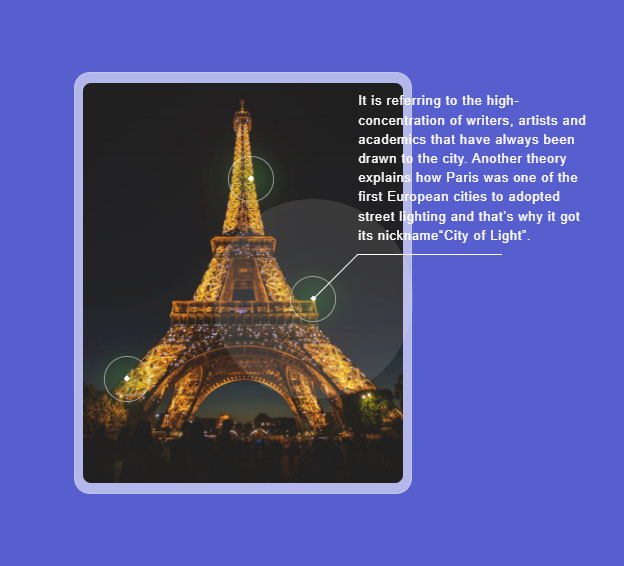 It is referring to the high-
concentration of writers, artists and
academics that have always been
drawn to the city. Another theory
explains how Paris was one of the
first European cities to adopted
street lighting and that’s why it got
its nickname“City of Light”.